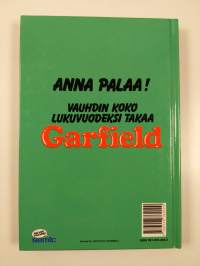 ANNA PALAA!
VAUHDIN KOKO
LUKUVUODEKSI TAKAA
Garfield